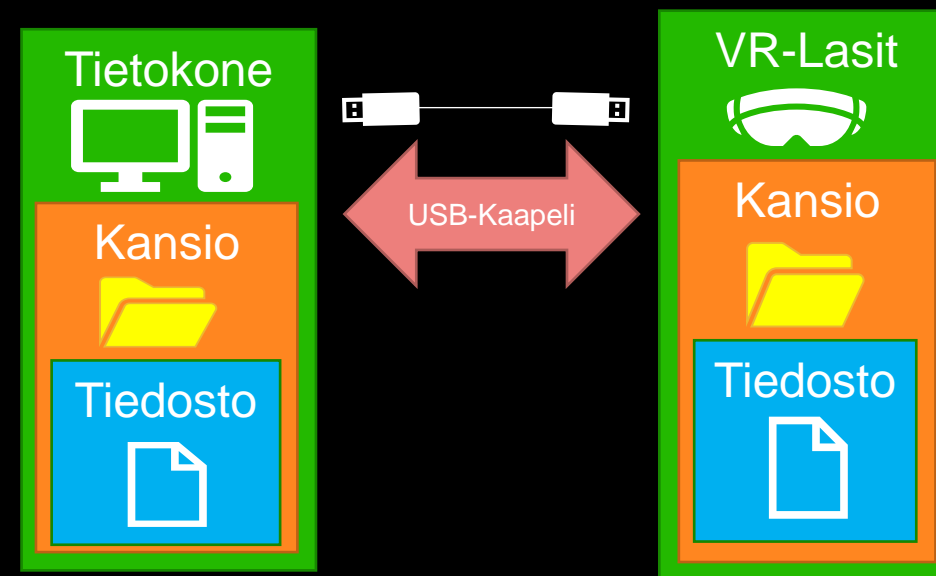 Tietokone
Kansio
Tiedosto
USB-Kaapeli
VR-Lasit
Kansio
Tiedosto